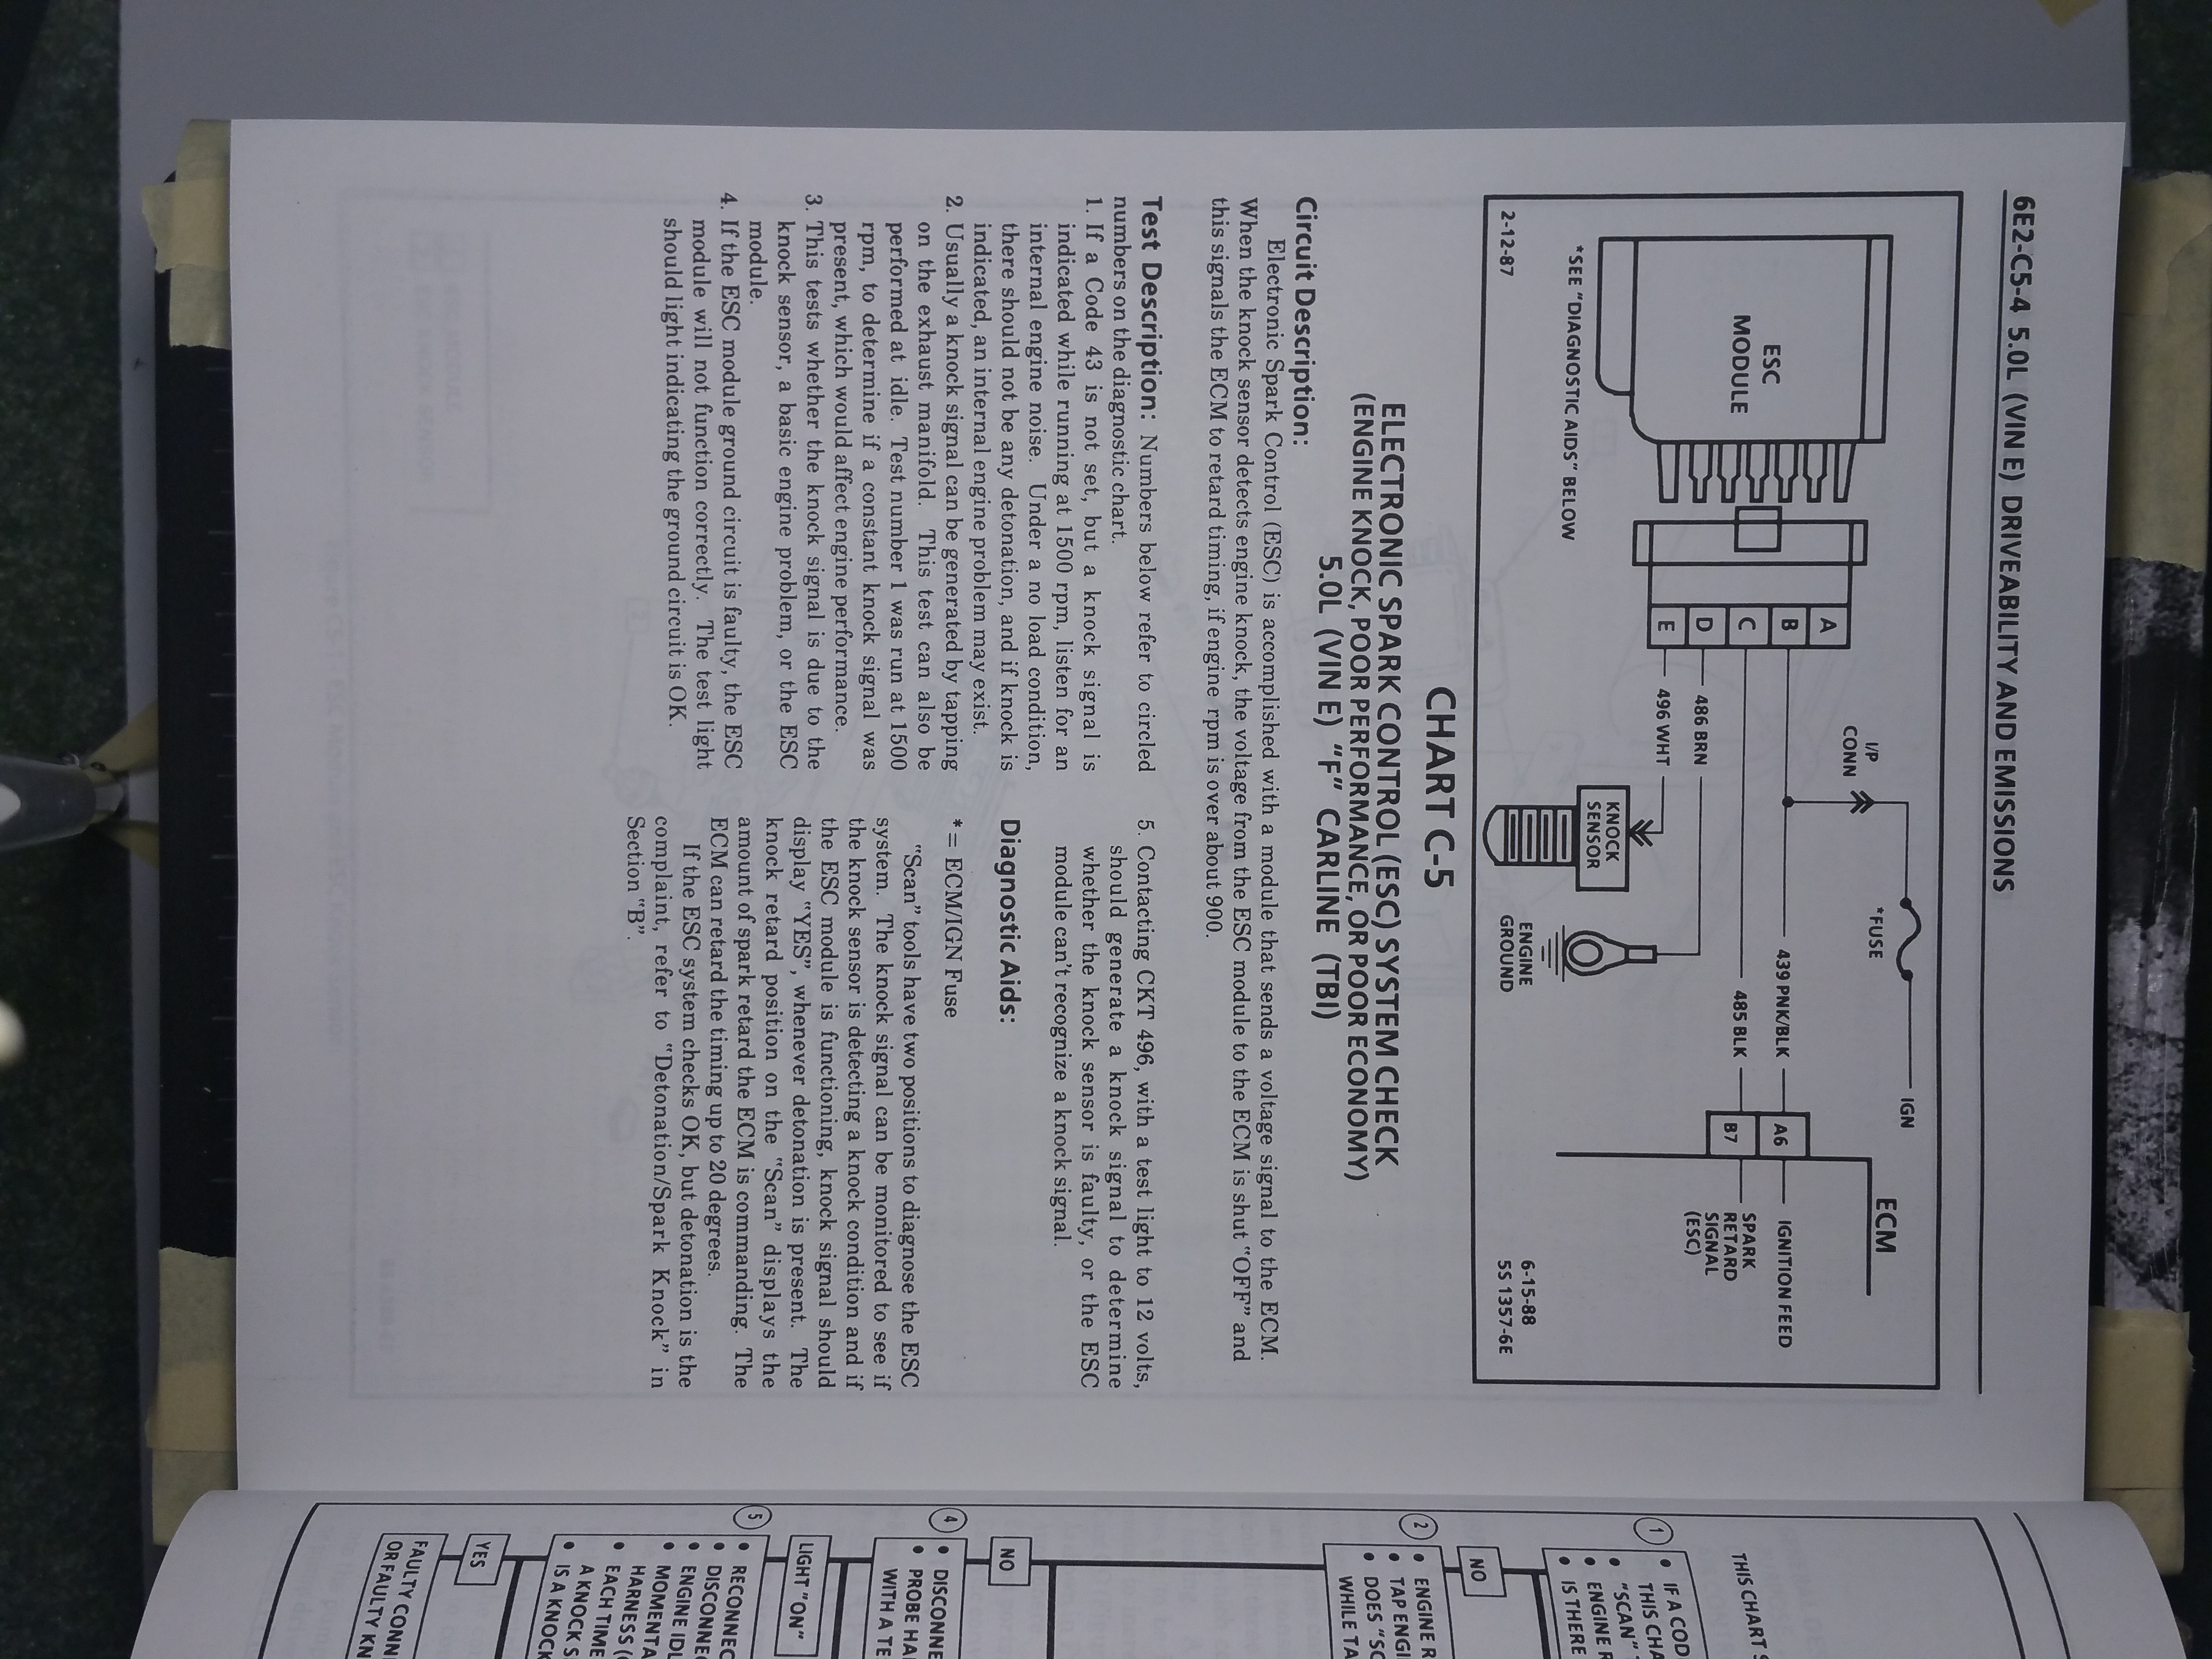 6E2-C5-4 5.0L (VIN E) DRIVEABILITY AND EMISSIONS
ESC
MODULE
A
B
C
D
E
I/P
CONN
*FUSE
IGN
439 PNK/BLK
485 BLK
486 BRN
496 WHT
A6
B7
ECM
IGNITION FEED
SPARK
RETARD
SIGNAL
(ESC)
KNOCK
SENSOR
ENGINE
GROUND
*SEE "DIAGNOSTIC AIDS" BELOW
2-12-87
6-15-88
5S 1357-6E
CHART C-5
ELECTRONIC SPARK CONTROL (ESC) SYSTEM CHECK
(ENGINE KNOCK, POOR PERFORMANCE, OR POOR ECONOMY)
5.0L (VIN E) "F" CARLINE (TBI)
Circuit Description:
Electronic Spark Control (ESC) is accomplished with a module that sends a voltage signal to the ECM.
When the knock sensor detects engine knock, the voltage from the ESC module to the ECM is shut "OFF" and
this signals the ECM to retard timing, if engine rpm is over about 900.
Test Description: Numbers below refer to circled
numbers on the diagnostic chart.
1. If a Code 43 is not set, but a knock signal is
indicated while running at 1500 rpm, listen for an
internal engine noise. Under a no load condition,
there should not be any detonation, and if knock is
indicated, an internal engine problem may exist.
2. Usually a knock signal can be generated by tapping
on the exhaust manifold. This test can also be
performed at idle. Test number 1 was run at 1500
rpm, to determine if a constant knock signal was
present, which would affect engine performance.
3. This tests whether the knock signal is due to the
knock sensor, a basic engine problem, or the ESC
module.
4. If the ESC module ground circuit is faulty, the ESC
module will not function correctly. The test light
should light indicating the ground circuit is OK.
5. Contacting CKT 496, with a test light to 12 volts,
should generate a knock signal to determine
whether the knock sensor is faulty, or the ESC
module can't recognize a knock signal.
Diagnostic Aids:
* = ECM/IGN Fuse
"Scan" tools have two positions to diagnose the ESC
system. The knock signal can be monitored to see if
the knock sensor is detecting a knock condition and if
the ESC module is functioning, knock signal should
display "YES", whenever detonation is present. The
knock retard position on the "Scan" displays the
amount of spark retard the ECM is commanding. The
ECM can retard the timing up to 20 degrees.
If the ESC system checks OK, but detonation is the
complaint, refer to "Detonation/Spark Knock" in
Section "B".
THIS CHART
1
• IF A COD
THIS CHA
• "SCAN"
• ENGINE R
• IS THERE
NO
2
• ENGINE R
• TAP ENGI
• DOES "SC
WHILE TA
NO
4
• DISCONNE
• PROBE HA
WITH A TE
LIGHT "ON"
5
• RECONNEC
• DISCONNEC
• ENGINE IDL
• MOMENTA
HARNESS (
• EACH TIME
A KNOCK S
• IS A KNOCK
YES
FAULTY CONN
OR FAULTY KN